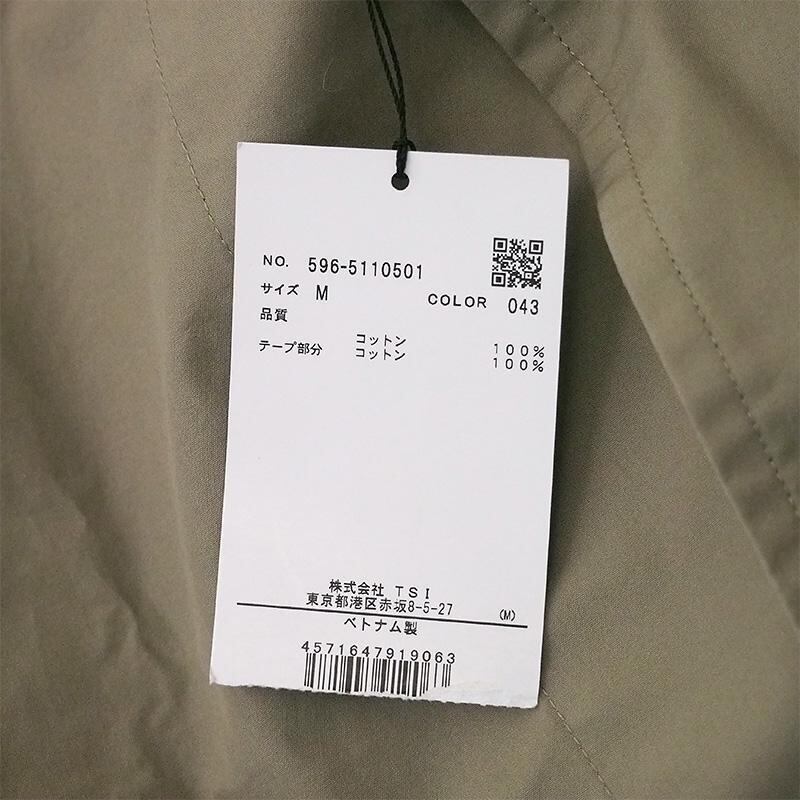 NO. 596-5110501
サイズ M COLOR 043
品質
コットン 100%
テープ部分 コットン 100%
株式会社 TSI
東京都港区赤坂8-5-27 (M)
ベトナム製
4571647919063